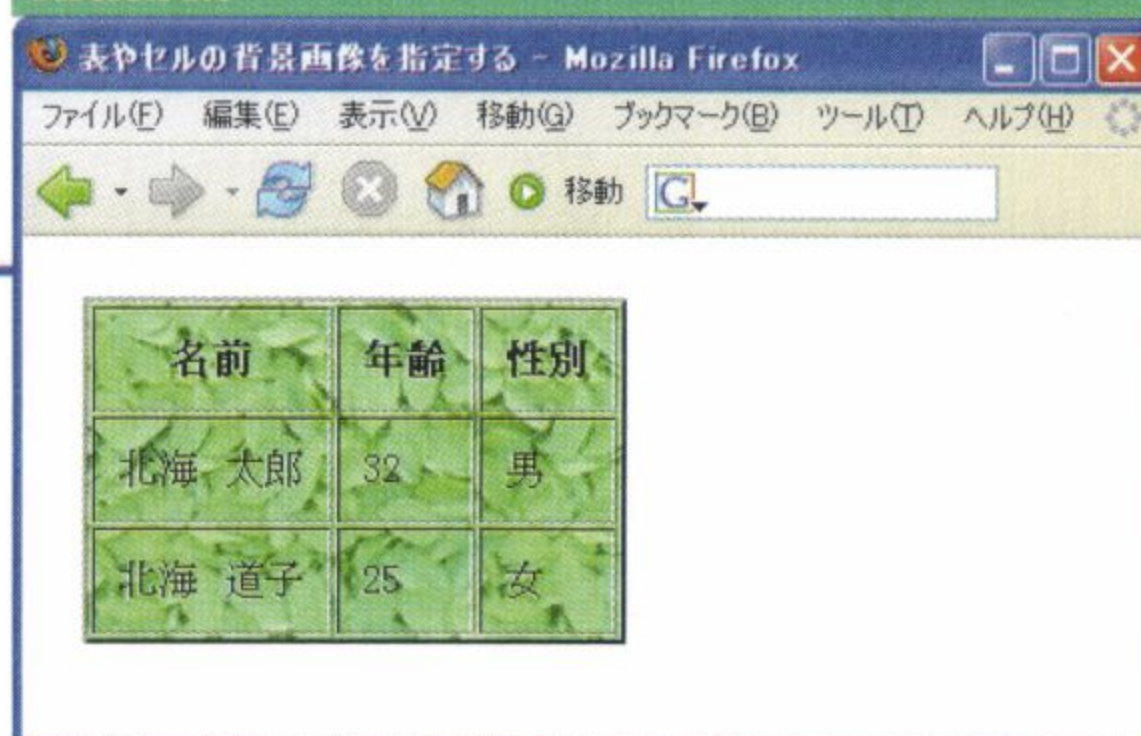 表やセルの背景画像を指定する - Mozilla Firefox
ファイル(F) 編集(E) 表示(V) 移動(G) ブックマーク(B) ツール(T) ヘルプ(H)
移動 G
名前 年齢 性別
北海 太郎 32 男
北海 道子 25 女